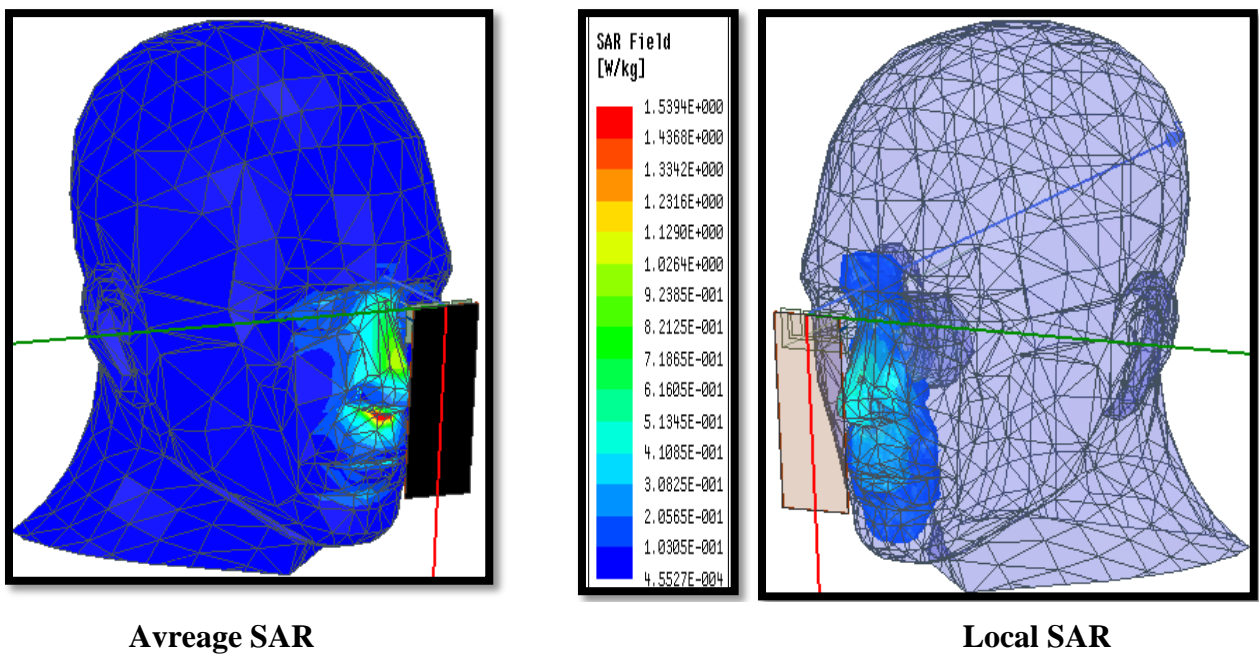 SAR Field
[W/kg]
1.5394E+000
1.4368E+000
1.3342E+000
1.2316E+000
1.1290E+000
1.0264E+000
9.2385E-001
8.2125E-001
7.1865E-001
6.1605E-001
5.1345E-001
4.1085E-001
3.0825E-001
2.0565E-001
1.0305E-001
4.5527E-004
Avreage SAR
Local SAR